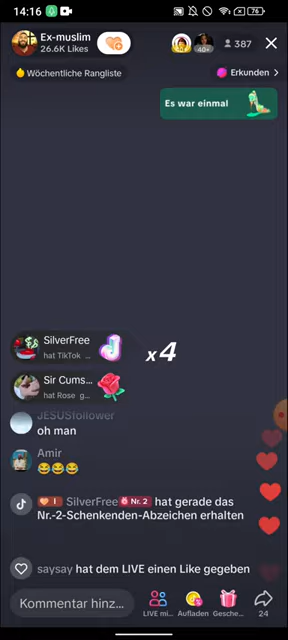 14:16
76
Ex-muslim
26.6K Likes
40+
387
Wöchentliche Rangliste
Erkunden
Es war einmal
SilverFree
hat TikTok ...
x4
Sir Cums...
hat Rose g...
JESUSfollower
oh man
Amir
😂😂😂
I SilverFree Nr. 2 hat gerade das
Nr.-2-Schenkenden-Abzeichen erhalten
saysay hat dem LIVE einen Like gegeben
Kommentar hinz...
LIVE mi...
Aufladen
Gesche...
24